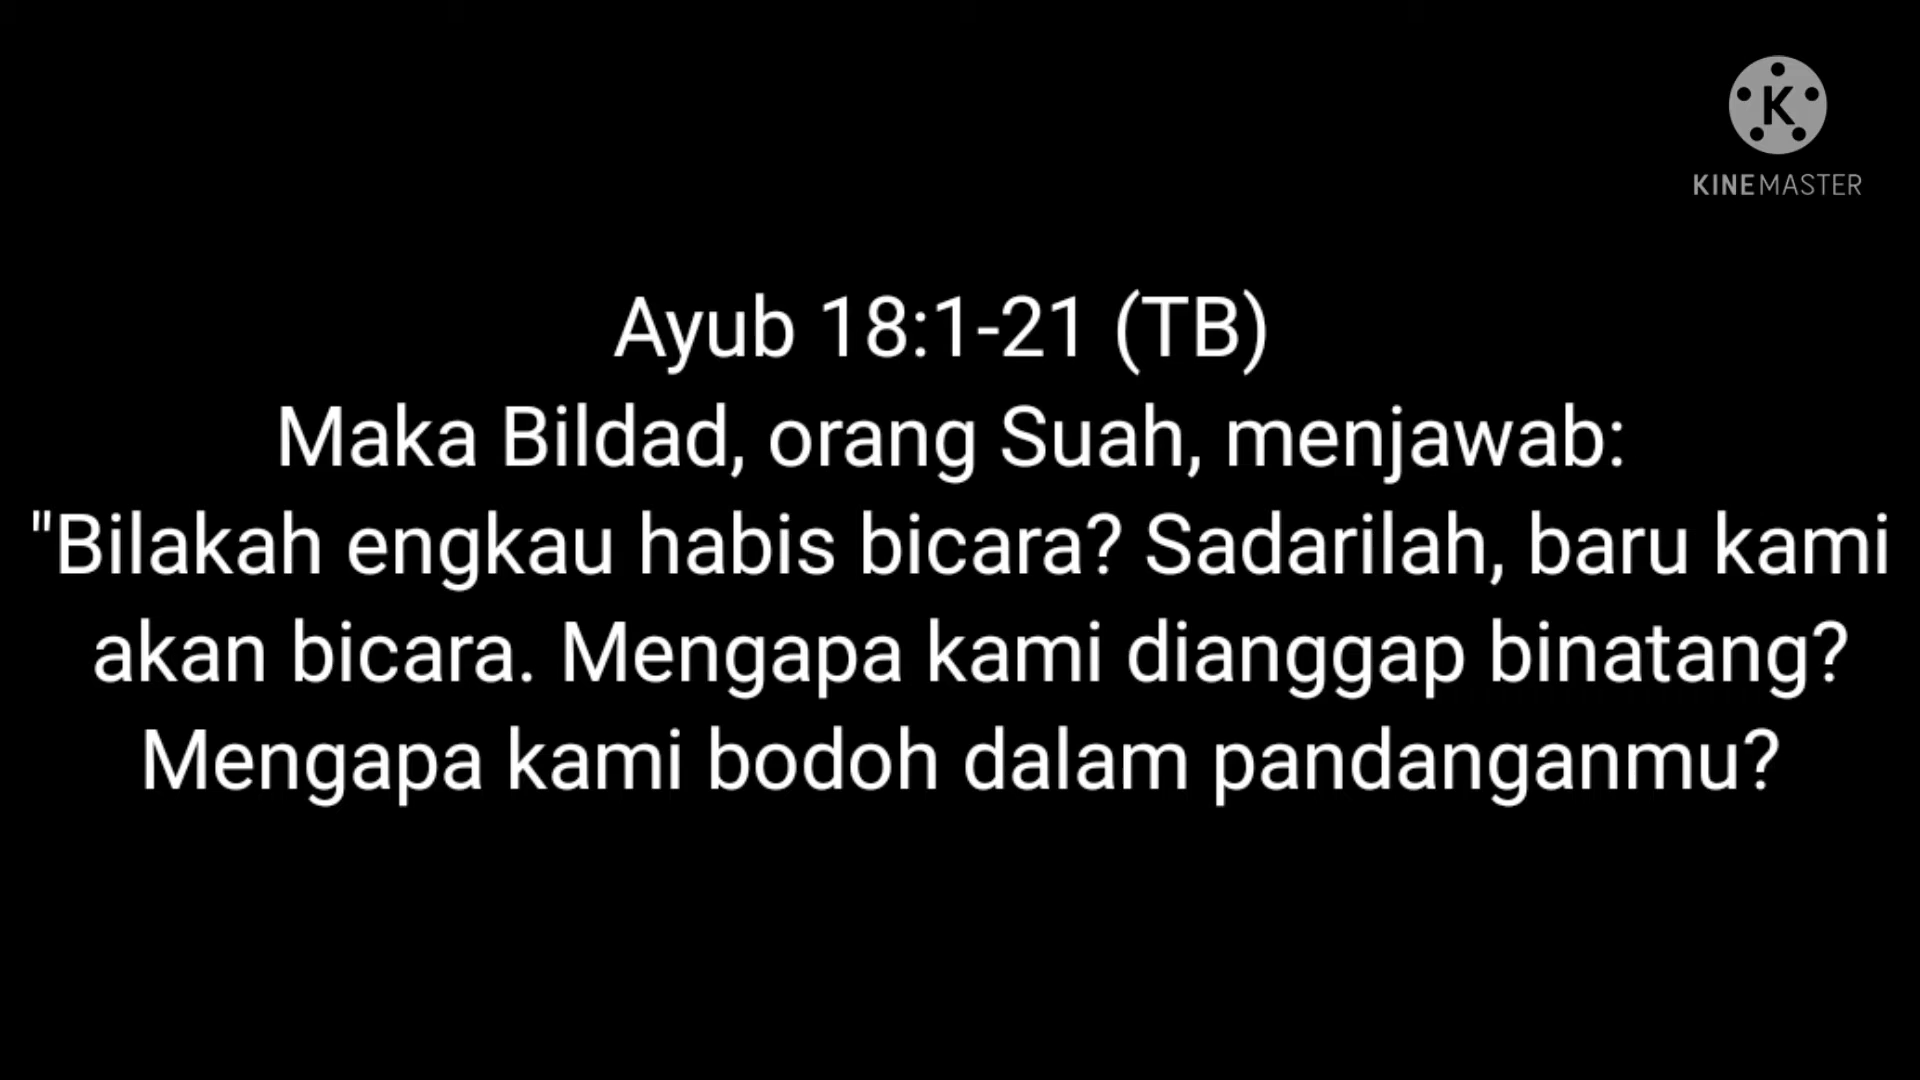 K
KINEMASTER
Ayub 18:1-21 (TB)
Maka Bildad, orang Suah, menjawab:
"Bilakah engkau habis bicara? Sadarilah, baru kami
akan bicara. Mengapa kami dianggap binatang?
Mengapa kami bodoh dalam pandanganmu?